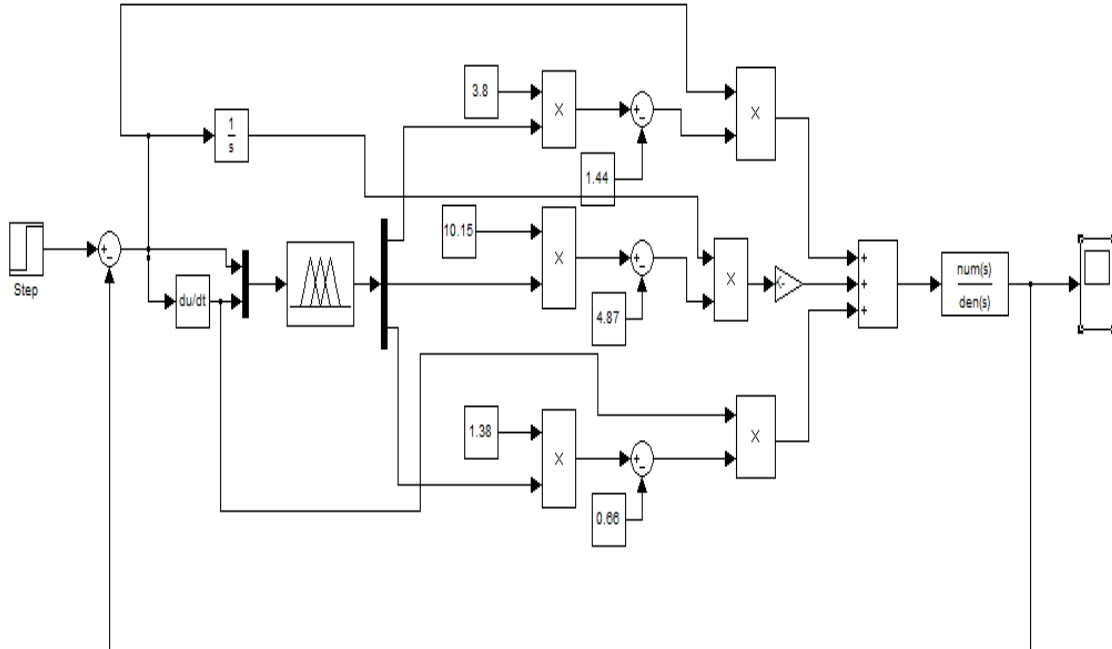 3.8
1
s
1.44
10.15
Step
du/dt
K-
num(s)
den(s)
4.87
1.38
0.66